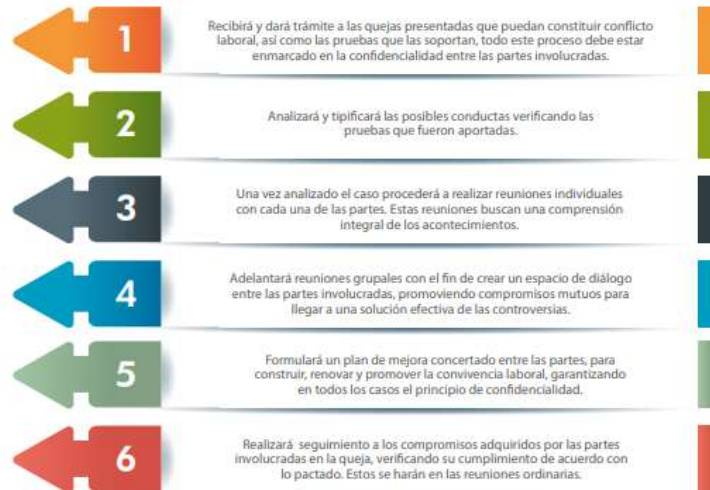 1
Recibirá y dará trámite a las quejas presentadas que puedan constituir conflicto
laboral, así como las pruebas que las soportan, todo este proceso debe estar
enmarcado en la confidencialidad entre las partes involucradas.
2
Analizará y tipificará las posibles conductas verificando las
pruebas que fueron aportadas.
3
Una vez analizado el caso procederá a realizar reuniones individuales
con cada una de las partes. Estas reuniones buscan una comprensión
integral de los acontecimientos.
4
Adelantará reuniones grupales con el fin de crear un espacio de diálogo
entre las partes involucradas, promoviendo compromisos mutuos para
llegar a una solución efectiva de las controversias.
5
Formulará un plan de mejora concertado entre las partes, para
construir, renovar y promover la convivencia laboral, garantizando
en todos los casos el principio de confidencialidad.
6
Realizará seguimiento a los compromisos adquiridos por las partes
involucradas en la queja, verificando su cumplimiento de acuerdo con
lo pactado. Estos se harán en las reuniones ordinarias.